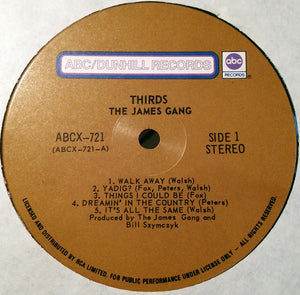 ABC/DUNHILL RECORDS
abc
RECORDS
THIRDS
THE JAMES GANG
ABCX-721
(ABCX-721-A)
SIDE 1
STEREO
1. WALK AWAY (Walsh)
2. YADIG? (Fox, Peters, Walsh)
3. THINGS I COULD BE (Fox)
4. DREAMIN' IN THE COUNTRY (Peters)
5. IT'S ALL THE SAME (Walsh)
Produced by The James Gang and
Bill Szymczyk
LICENSED AND DISTRIBUTED BY RCA LIMITED. FOR PUBLIC PERFORMANCE UNDER LICENSE ONLY – ALL RIGHTS RESERVED.